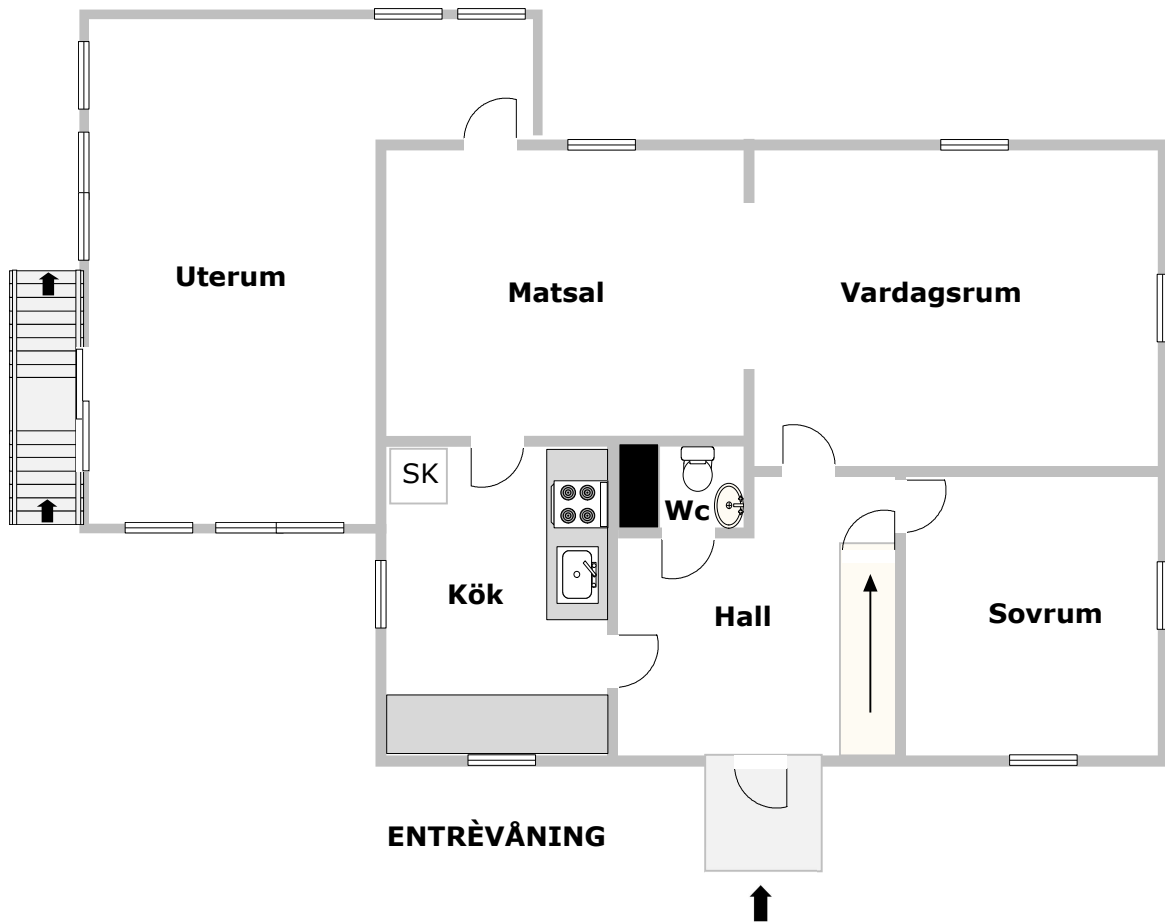 Uterum
Matsal
Vardagsrum
SK
Wc
Kök
Hall
Sovrum
ENTRÈVÅNING